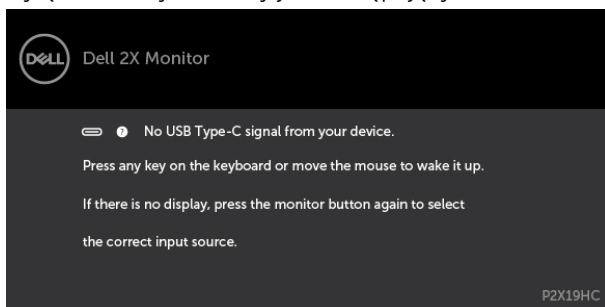 DELL
Dell 2X Monitor
? No USB Type-C signal from your device.
Press any key on the keyboard or move the mouse to wake it up.
If there is no display, press the monitor button again to select
the correct input source.
P2X19HC